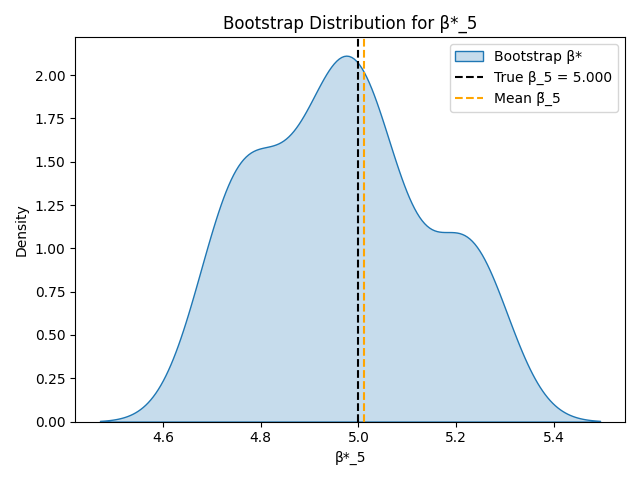 Bootstrap Distribution for β*_5
Bootstrap β*
True β_5 = 5.000
Mean β̂_5
Density
2.00
1.75
1.50
1.25
1.00
0.75
0.50
0.25
0.00
4.6 4.8 5.0 5.2 5.4
β*_5